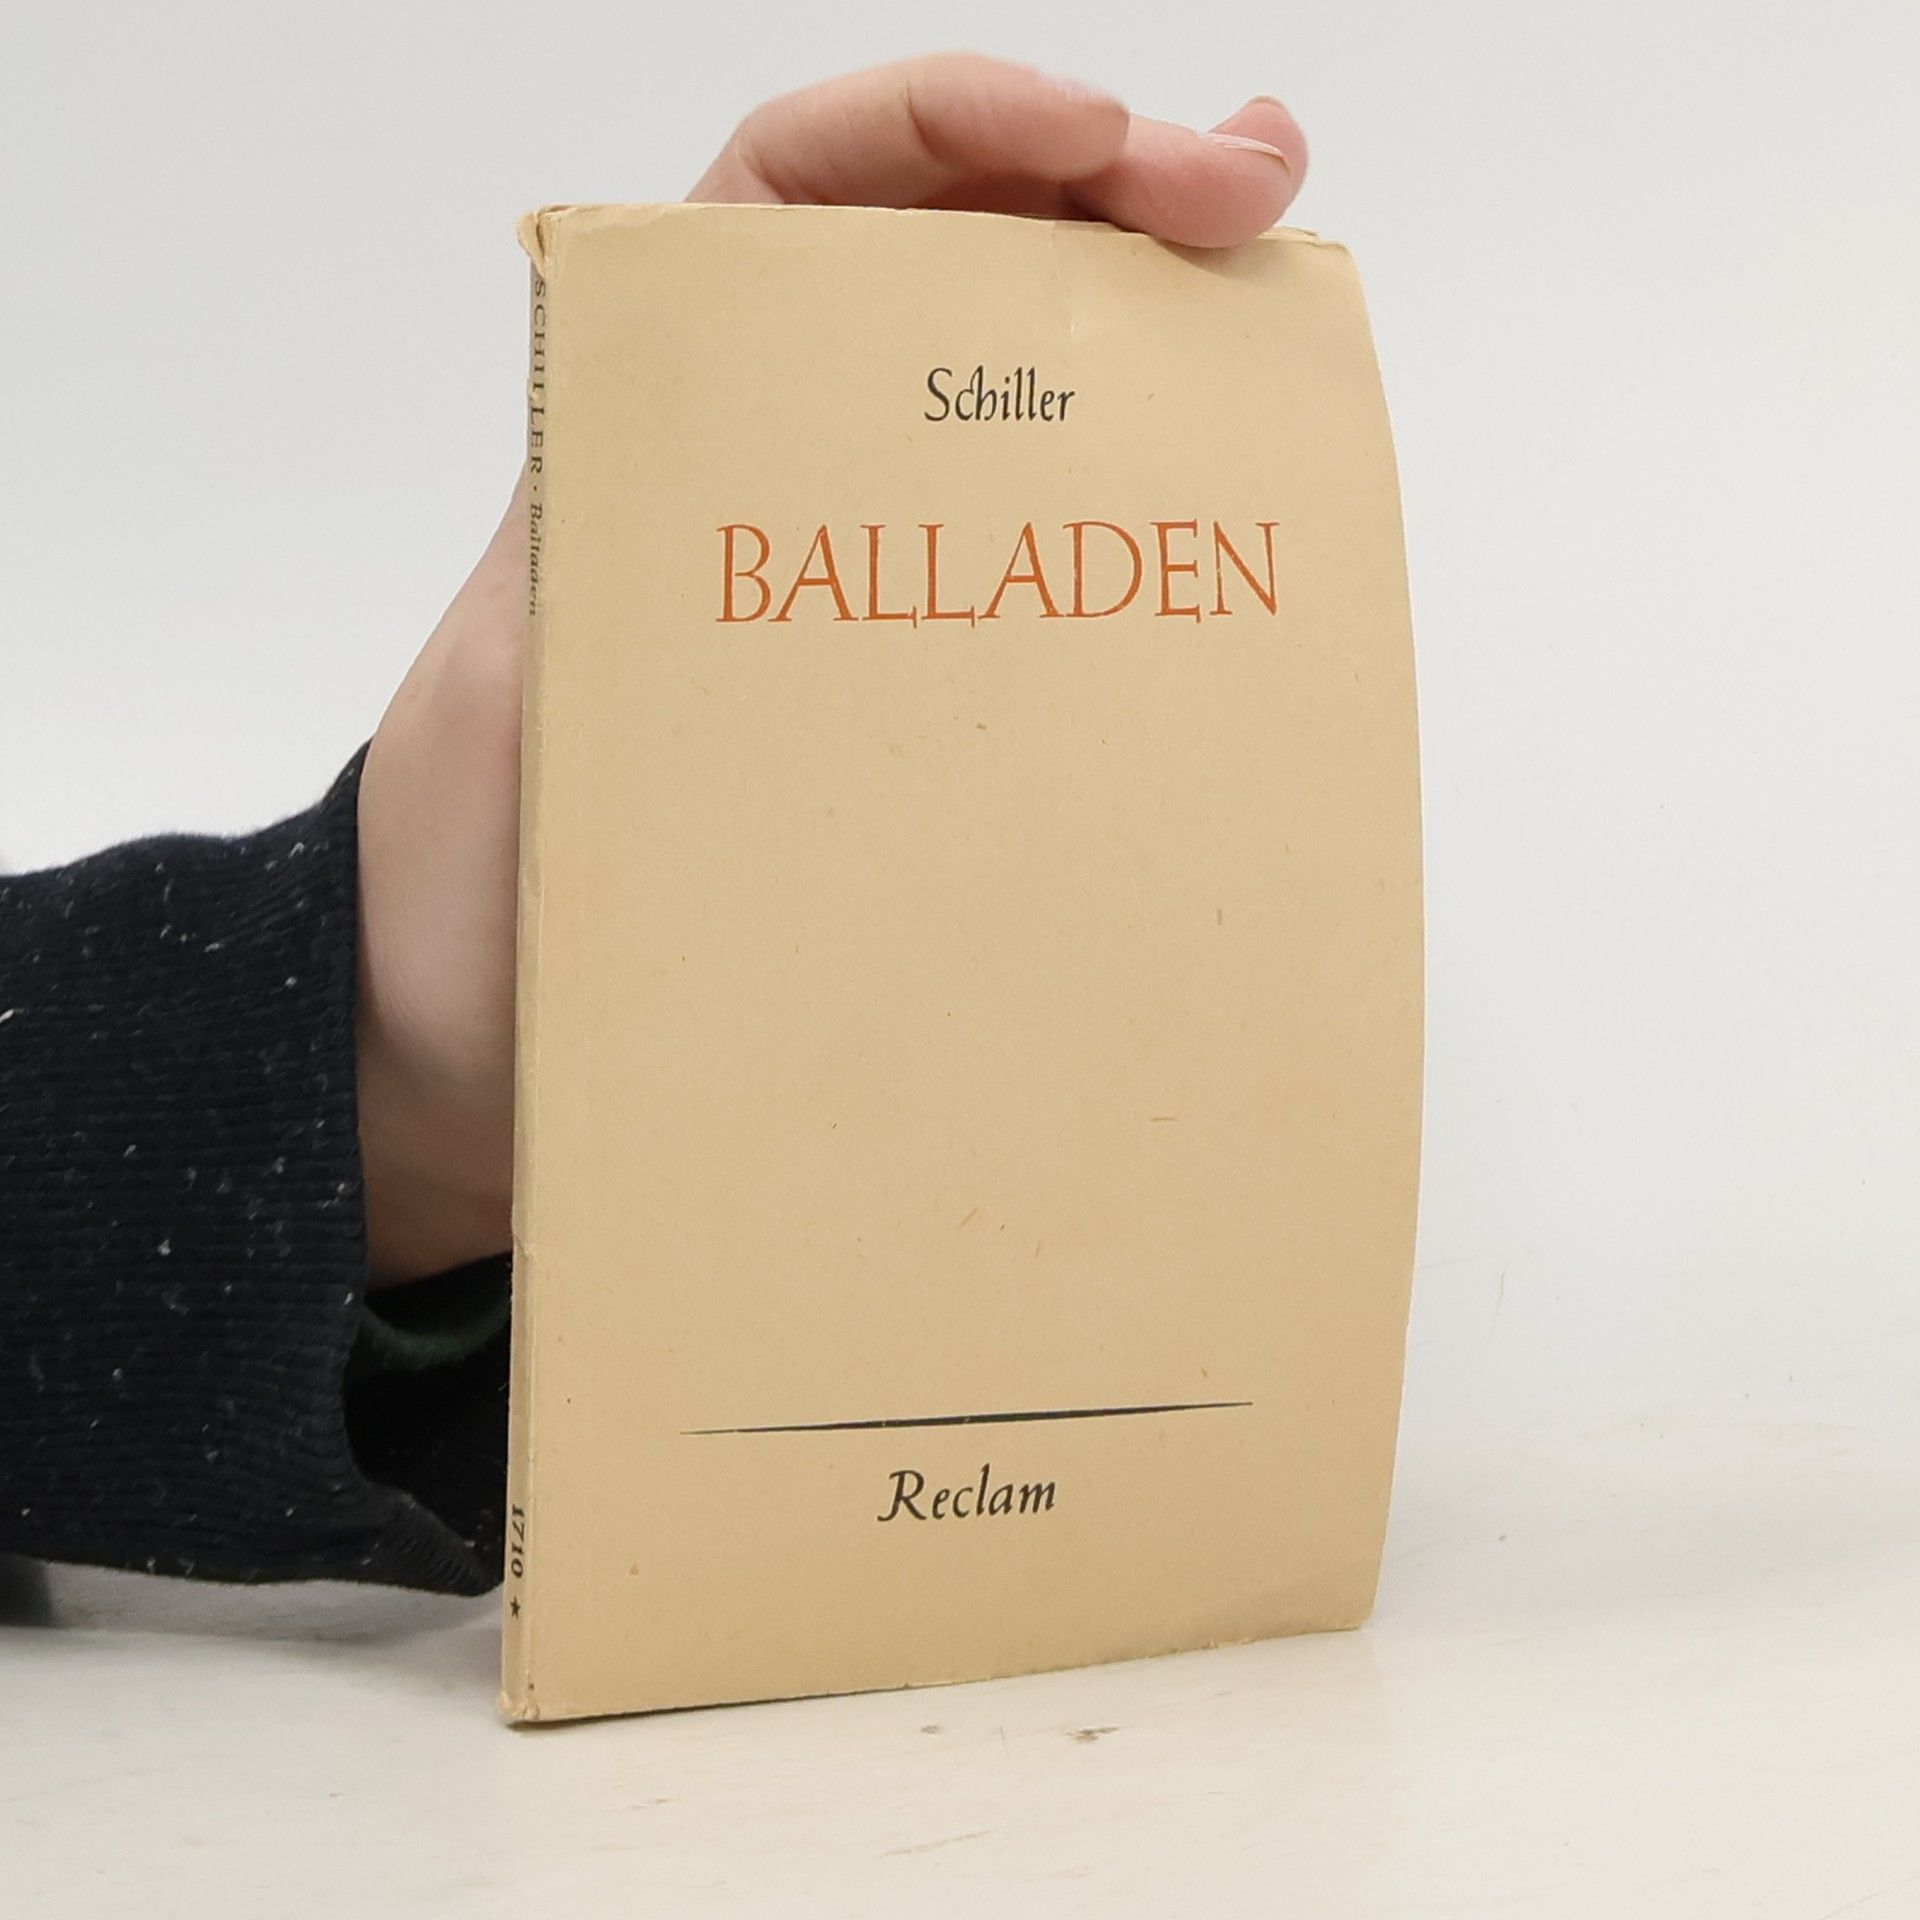 Schiller
BALLADEN
Reclam
SCHILLER · Balladen
1710 ★